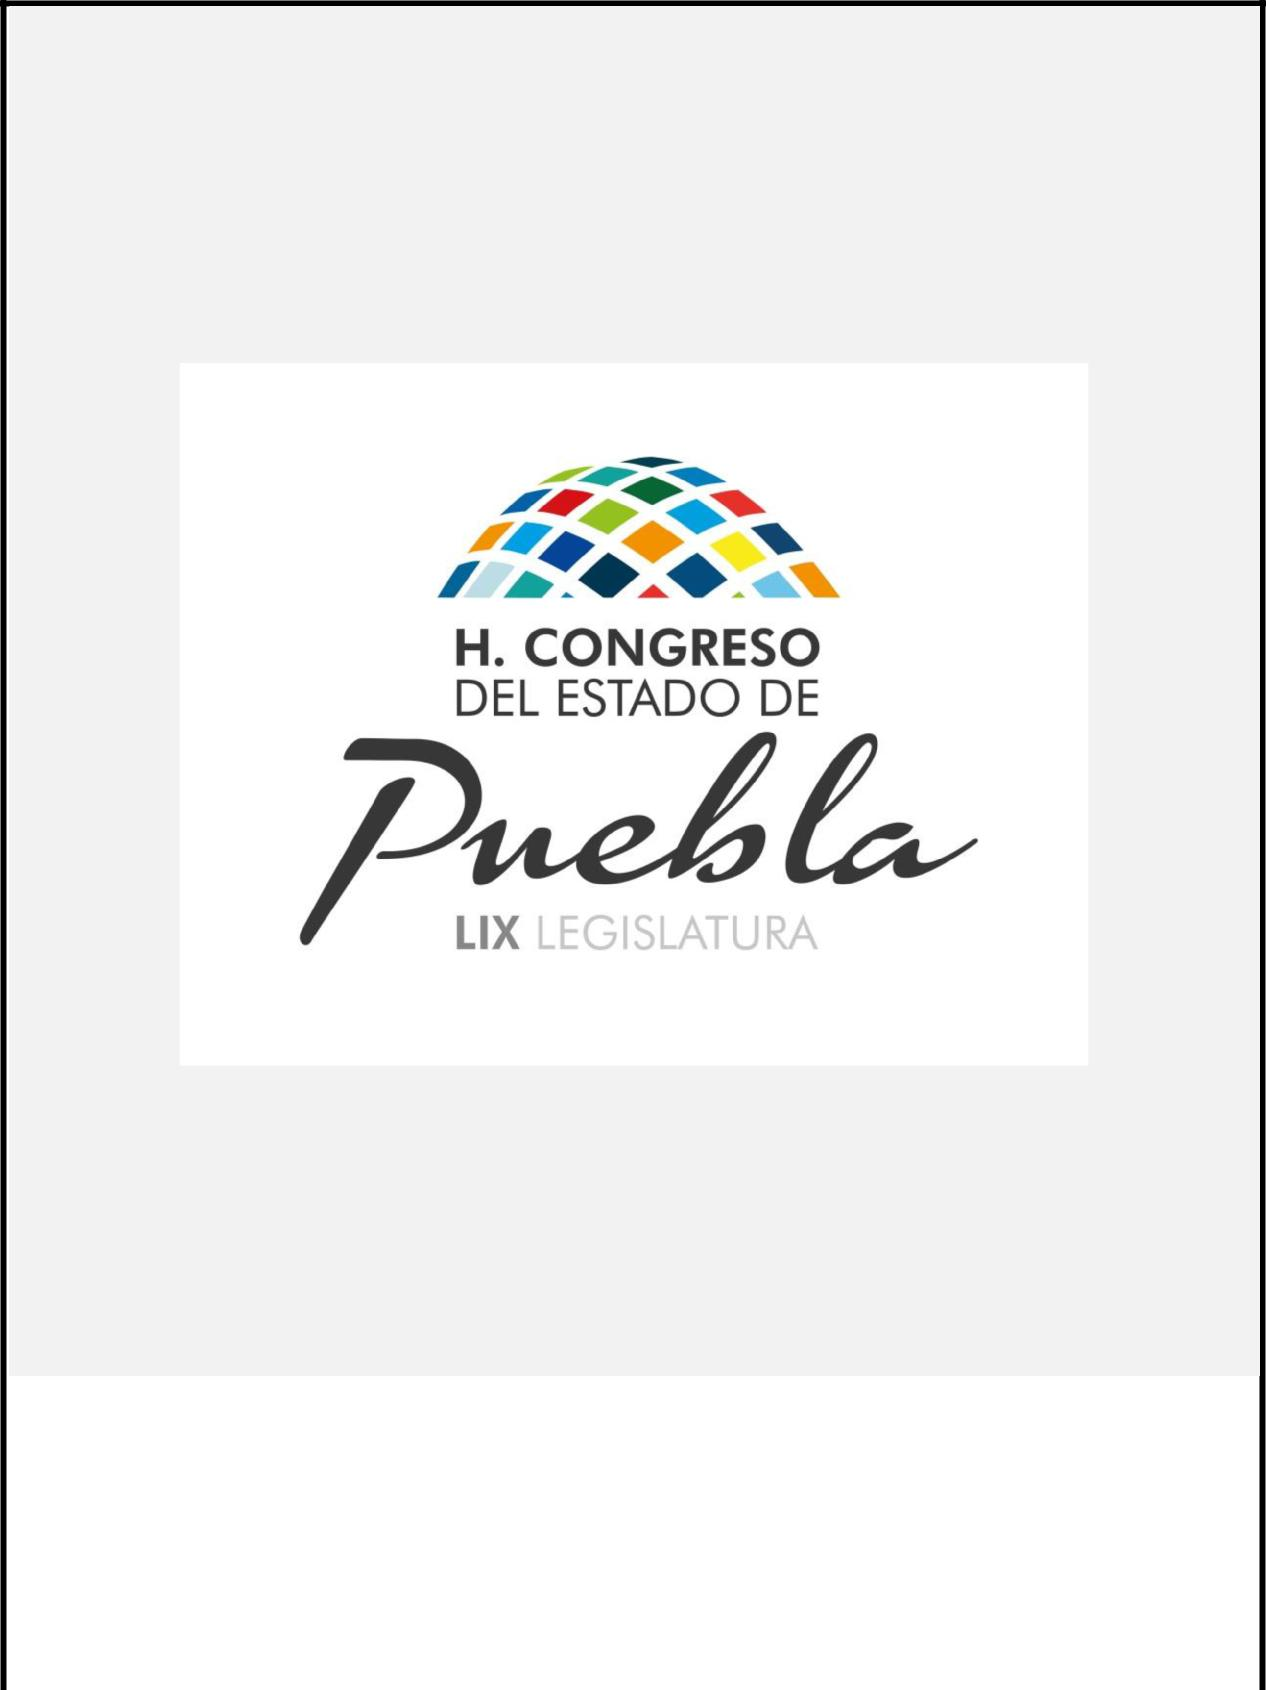 H. CONGRESO
DEL ESTADO DE
Puebla
LIX LEGISLATURA